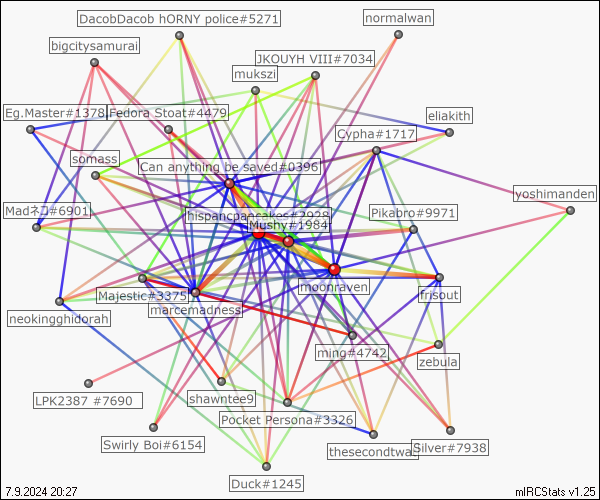 DacobDacob hORNY police#5271
normalwan
bigcitysamurai
JKOUYH VIII#7034
mukszi
Eg.Master#1378
Fedora Stoat#4479
eliakith
Cypha#1717
somass
Can anything be saved#0396
yoshimanden
Madネコ#6901
hispancpancakes#2928
Pikabro#9971
Mushy#1984
moonraven
frisout
Majestic#3375
marcemadness
neokingghidorah
ming#4742
zebula
LPK2387 #7690
shawntee9
Pocket Persona#3326
Swirly Boi#6154
thesecondtwa
Silver#7938
Duck#1245
7.9.2024 20:27
mIRCStats v1.25